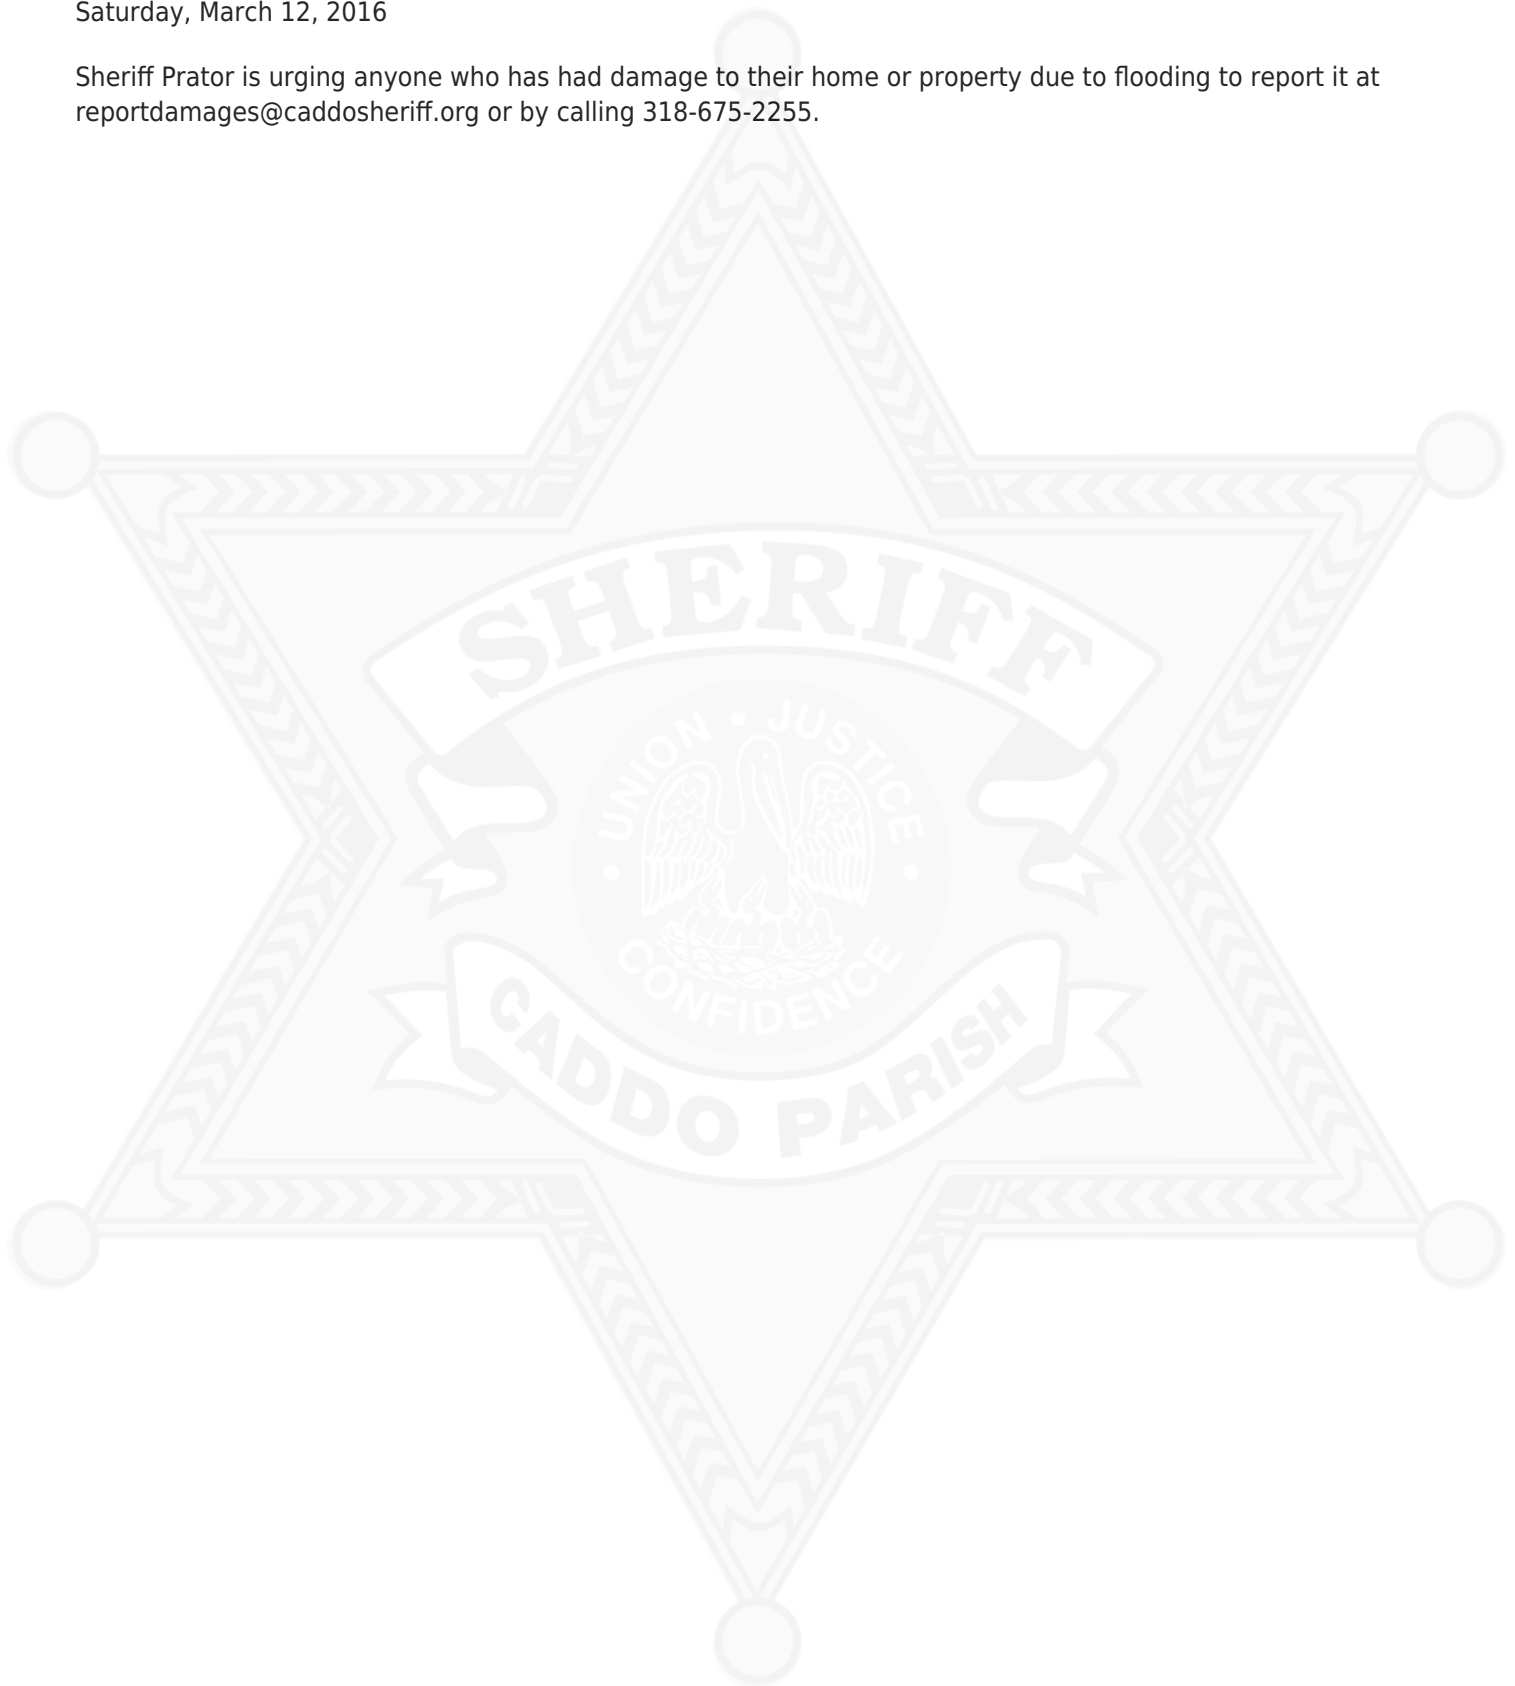 Saturday, March 12, 2016
Sheriff Prator is urging anyone who has had damage to their home or property due to flooding to report it at
reportdamages@caddosheriff.org or by calling 318-675-2255.
SHERIFF
UNION • JUSTICE
• •
CONFIDENCE
CADDO PARISH